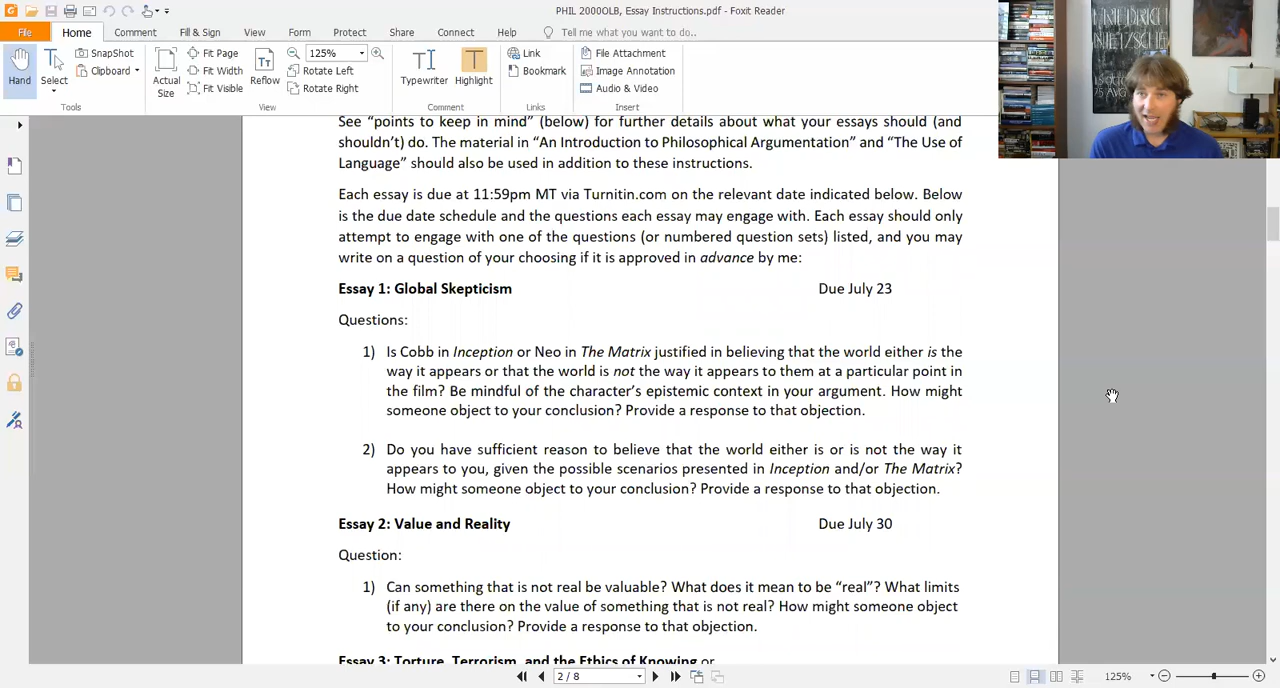 PHIL 2000OLB, Essay Instructions.pdf - Foxit Reader
File Home Comment Fill & Sign View Form Protect Share Connect Help Tell me what you want to do..
Hand Select SnapShot Clipboard Actual Size Fit Page Fit Width Fit Visible Reflow 125% Rotate Left Rotate Right Typewriter Highlight Link Bookmark File Attachment Image Annotation Audio & Video
Tools View Comment Links Insert
NIETZSCHE
"points to keep in mind" (below) for further details about what your essays should (and
shouldn't) do. The material in "An Introduction to Philosophical Argumentation" and "The Use of
Language" should also be used in addition to these instructions.
Each essay is due at 11:59pm MT via Turnitin.com on the relevant date indicated below. Below
is the due date schedule and the questions each essay may engage with. Each essay should only
attempt to engage with one of the questions (or numbered question sets) listed, and you may
write on a question of your choosing if it is approved in advance by me:
Essay 1: Global Skepticism Due July 23
Questions:
1) Is Cobb in Inception or Neo in The Matrix justified in believing that the world either is the
way it appears or that the world is not the way it appears to them at a particular point in
the film? Be mindful of the character's epistemic context in your argument. How might
someone object to your conclusion? Provide a response to that objection.
2) Do you have sufficient reason to believe that the world either is or is not the way it
appears to you, given the possible scenarios presented in Inception and/or The Matrix?
How might someone object to your conclusion? Provide a response to that objection.
Essay 2: Value and Reality Due July 30
Question:
1) Can something that is not real be valuable? What does it mean to be "real"? What limits
(if any) are there on the value of something that is not real? How might someone object
to your conclusion? Provide a response to that objection.
Essay 3: Torture, Terrorism, and the Ethics of Knowing or
2 / 8 125%